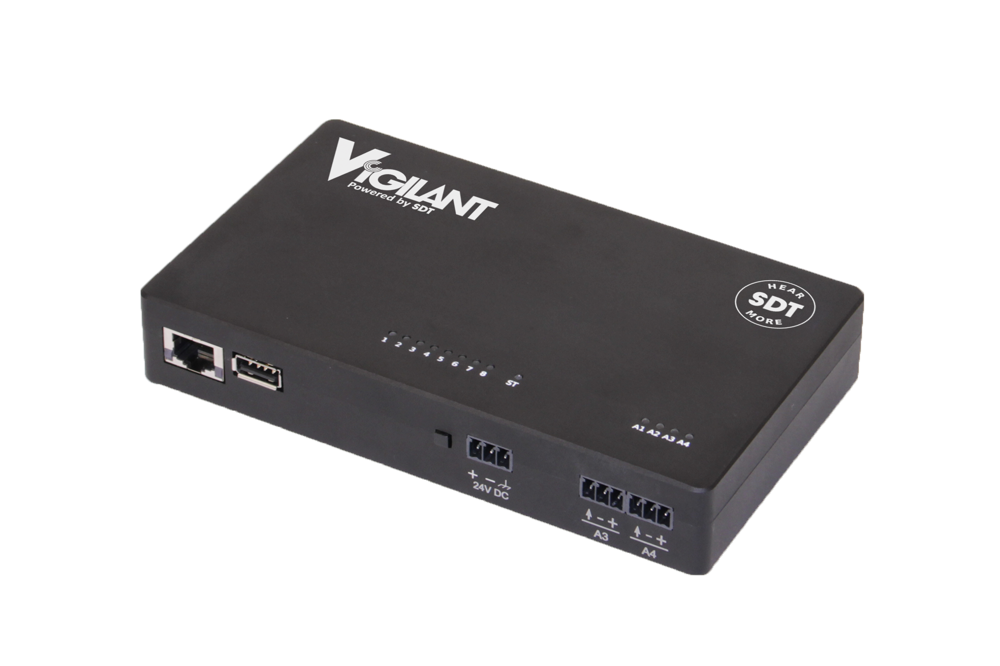 ViGILANT
Powered by SDT
HEAR
SDT
MORE
1 2 3 4 5 6 7 8 ST
A1 A2 A3 A4
+ −
24V DC
− +
A3
− +
A4